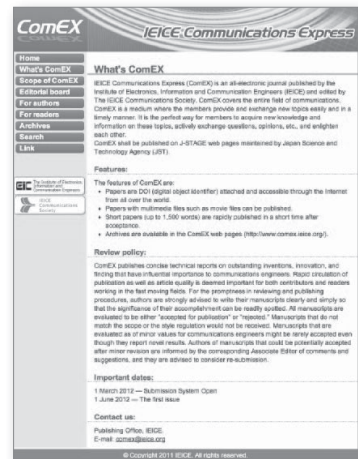 ComEX
IEICE Communications Express
Home
What's ComEX
Scope of ComEX
Editorial board
For authors
For readers
Archives
Search
Link
The Institute of Electronics,
Information and
Communication Engineers
IEICE
Communications
Society
What's ComEX
IEICE Communications Express (ComEX) is an all-electronic journal published by the
Institute of Electronics, Information and Communication Engineers (IEICE) and edited by
The IEICE Communications Society. ComEX covers the entire field of communications.
ComEX is a medium where the members provide and exchange new topics easily and in a
timely manner. It is the perfect way for members to acquire new knowledge and
information on these topics, actively exchange questions, opinions, etc., and enlighten
each other.
ComEX shall be published on J-STAGE web pages mentained by Japan Science and
Technology Agency (JST).
Features:
The features of ComEX are:
• Papers are DOI (digital object identifier) attached and accessible through the Internet
from all over the world.
• Papers with multimedia files such as movie files can be published.
• Short papers (up to 1,500 words) are rapidly published in a short time after
acceptance.
• Archives are available in the ComEX web pages (http://www.comex.ieice.org/).
Review policy:
ComEX publishes concise technical reports on outstanding inventions, innovation, and
finding that have influential importance to communications engineers. Rapid circulation of
publication as well as article quality is deemed important for both contributors and readers
working in the fast moving fields. For the promptness in reviewing and publishing
procedures, authors are strongly advised to write their manuscripts clearly and simply so
that the significance of their accomplishment can be readily spotted. All manuscripts are
evaluated to be either "accepted for publication" or "rejected." Manuscripts that do not
match the scope or the style regulation would not be received. Manuscripts that are
evaluated as of minor values for communications engineers might be rarely accepted even
though they report novel results. Authors of manuscripts that could be potentially accepted
after minor revision are informed by the corresponding Associate Editor of comments and
suggestions, and they are advised to consider re-submission.
Important dates:
1 March 2012 — Submission System Open
1 June 2012 — The first issue
Contact us:
Publishing Office, IEICE.
E-mail: comex@ieice.org
© Copyright 2011 IEICE. All rights reserved.